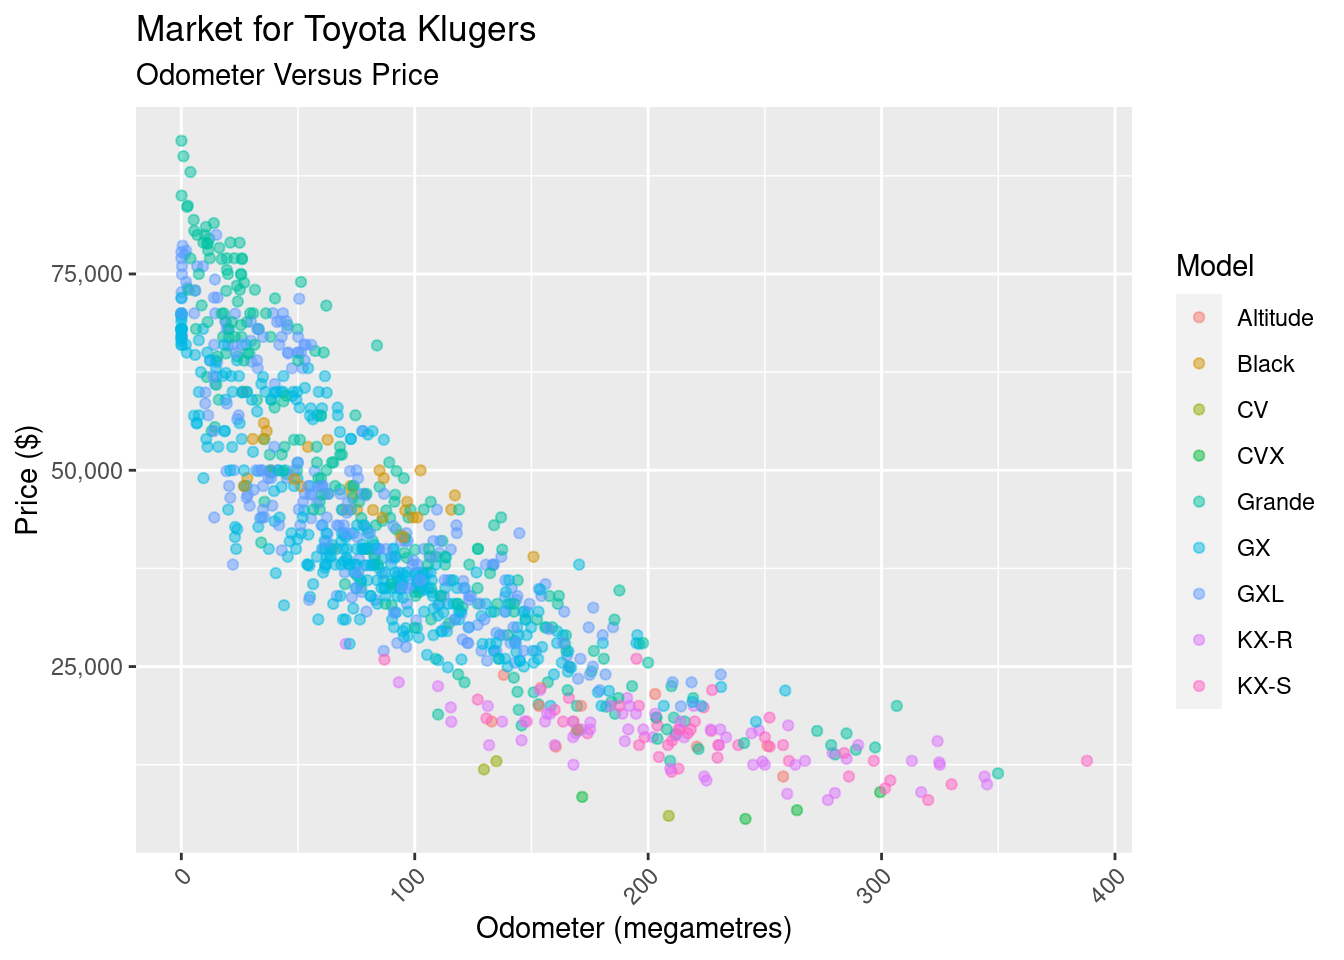 Market for Toyota Klugers
Odometer Versus Price
Price ($)
75,000
50,000
25,000
0
100
200
300
400
Odometer (megametres)
Model
Altitude
Black
CV
CVX
Grande
GX
GXL
KX-R
KX-S